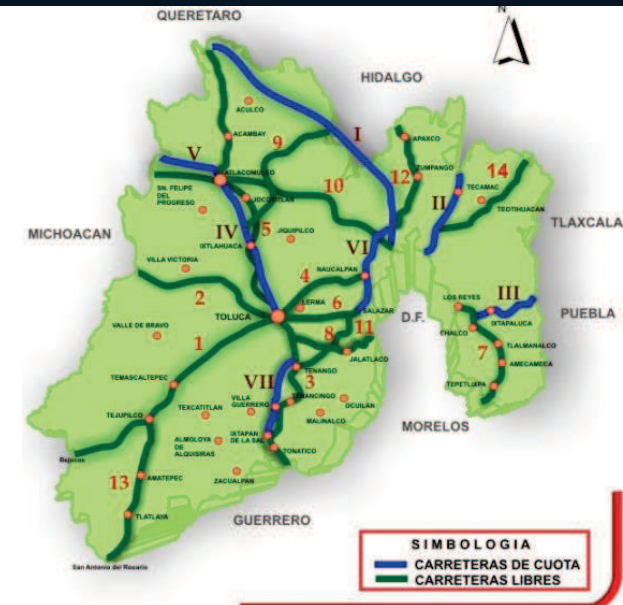 QUERETARO
N
HIDALGO
ACULCO
ACAMBAY
I
9
APAXCO
V
ATLACOMULCO
12
ZUMPANGO
14
TECAMAC
II
TEOTIHUACAN
SN. FELIPE
DEL
PROGRESO
JOCOTITLAN
10
TLAXCALA
MICHOACAN
IV
5
IXTLAHUACA
JIQUIPILCO
VI
VILLA VICTORIA
NAUCALPAN
4
2
LERMA
6
TOLUCA
SALAZAR
D.F.
LOS REYES
III
PUEBLA
IXTAPALUCA
CHALCO
VALLE DE BRAVO
1
8
11
JALATLACO
7
TLALMANALCO
AMECAMECA
TEMASCALTEPEC
TENANGO
3
TEPETLIXPA
VII
VILLA
GUERRERO
TENANCINGO
OCUILAN
TEXCATITLAN
MALINALCO
TEJUPILCO
MORELOS
ALMOLOYA
DE
ALQUISIRAS
IXTAPAN
DE LA SAL
TONATICO
ZACUALPAN
13
AMATEPEC
TLATLAYA
GUERRERO
San Antonio del Rosario
SIMBOLOGIA
CARRETERAS DE CUOTA
CARRETERAS LIBRES